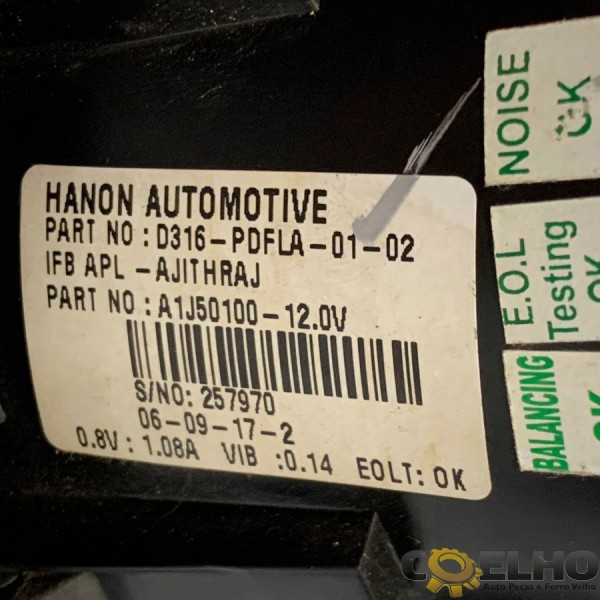 HANON AUTOMOTIVE
PART NO : D316-PDFLA-01-02
IFB APL - AJITHRAJ
PART NO : A1J50100-12.0V
S/NO: 257970
06-09-17-2
0.8V : 1.08A VIB :0.14 EOLT: OK
NOISE
OK
E.O.L
Testing
OK
BALANCING
OK
COELHO
Auto Peças e Ferro Velho